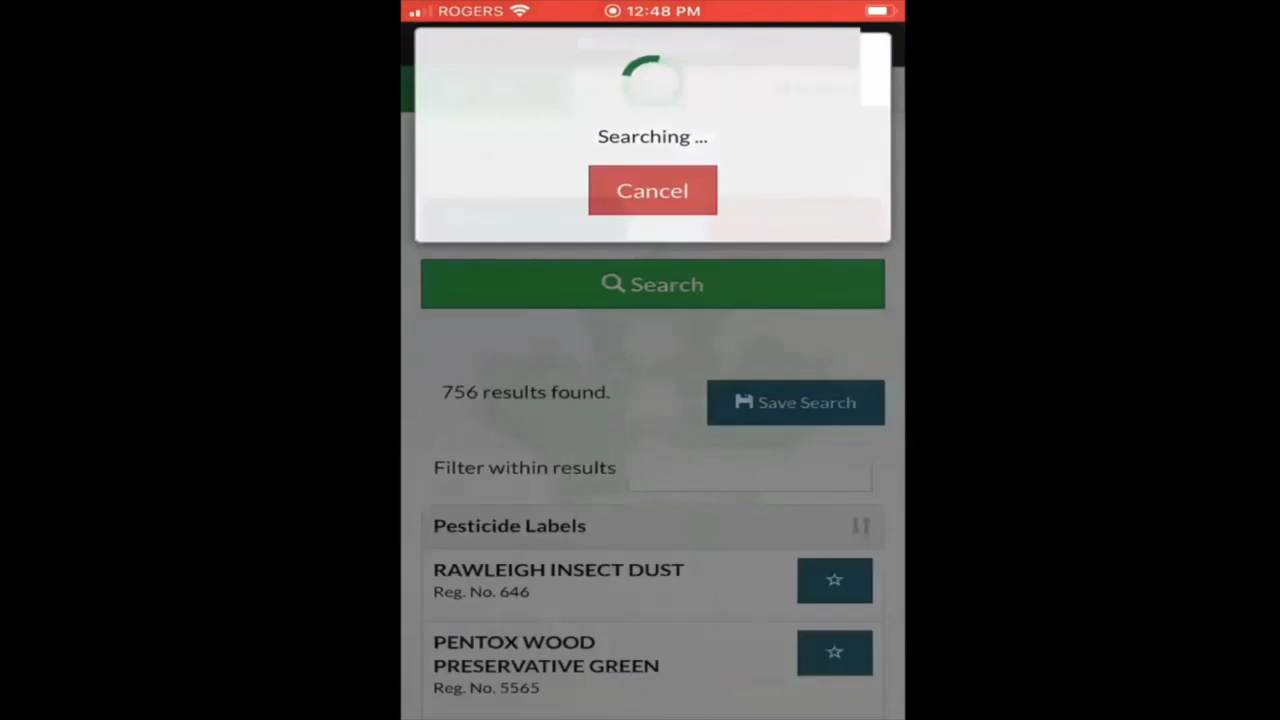 ROGERS 12:48 PM
Searching ...
Cancel
Search
756 results found.
Save Search
Filter within results
Pesticide Labels
RAWLEIGH INSECT DUST
Reg. No. 646
PENTOX WOOD
PRESERVATIVE GREEN
Reg. No. 5565